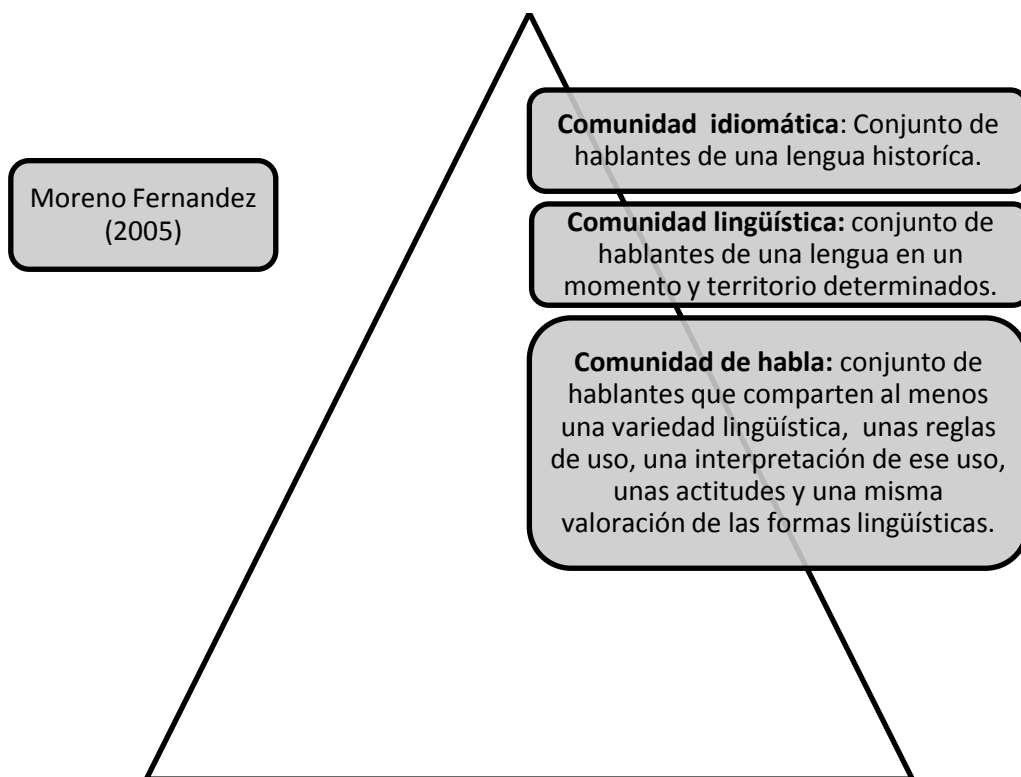 Moreno Fernandez
(2005)
Comunidad idiomática: Conjunto de
hablantes de una lengua historíca.
Comunidad lingüística: conjunto de
hablantes de una lengua en un
momento y territorio determinados.
Comunidad de habla: conjunto de
hablantes que comparten al menos
una variedad lingüística, unas reglas
de uso, una interpretación de ese uso,
unas actitudes y una misma
valoración de las formas lingüísticas.